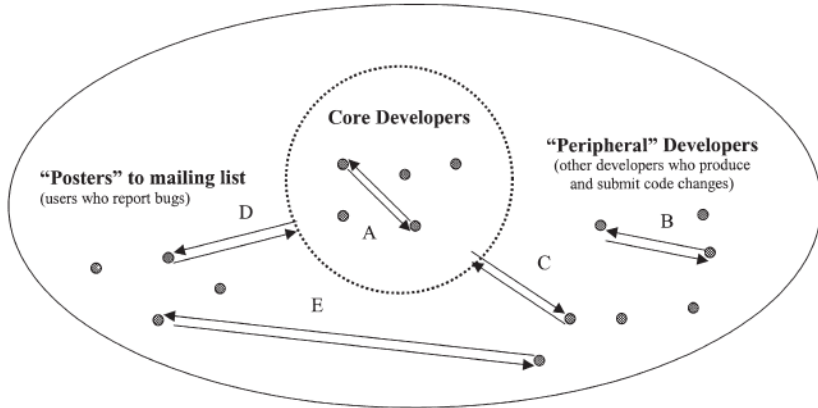 Core Developers
“Peripheral” Developers
(other developers who produce
and submit code changes)
“Posters” to mailing list
(users who report bugs)
D
A
B
C
E